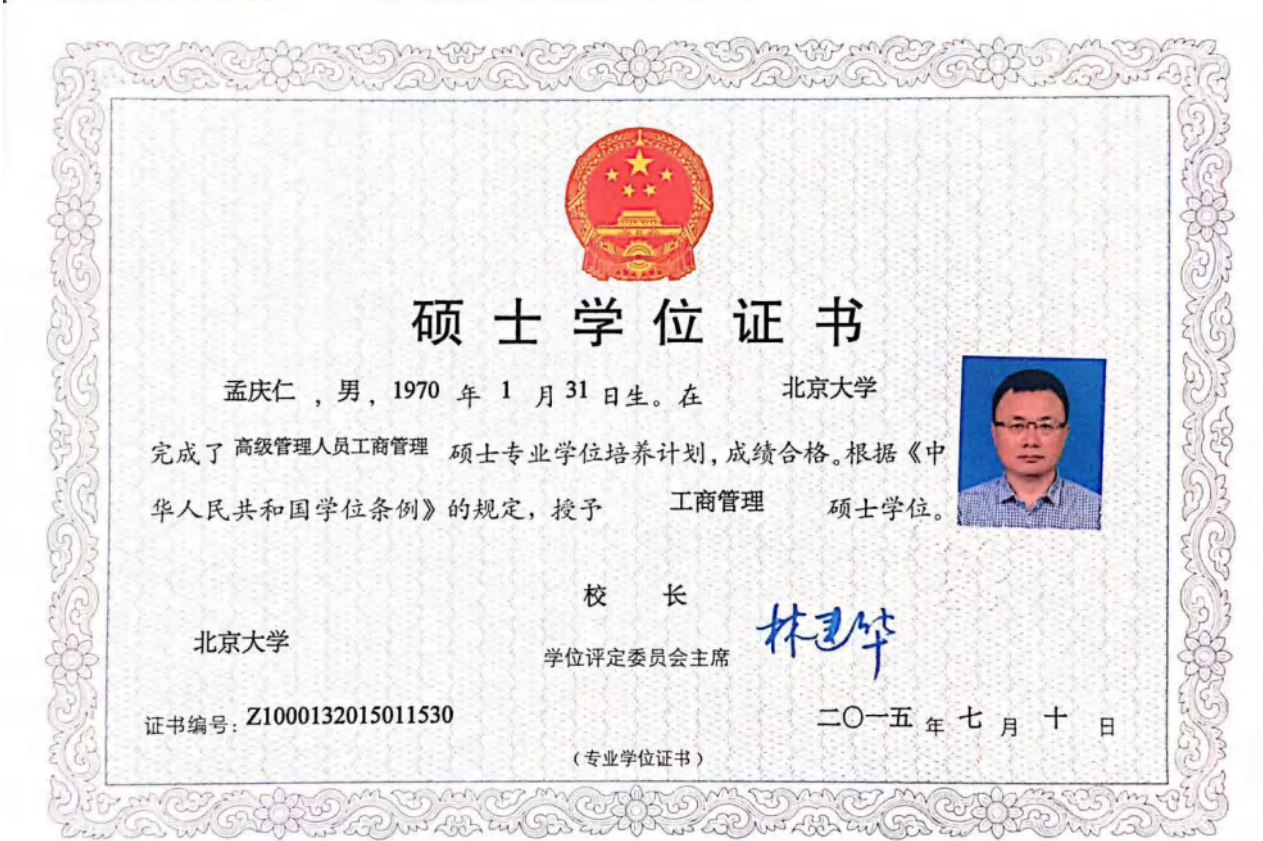 硕士学位证书
孟庆仁 ，男，1970 年 1 月 31 日生。在 北京大学
完成了 高级管理人员工商管理 硕士专业学位培养计划，成绩合格。根据《中
华人民共和国学位条例》的规定，授予 工商管理 硕士学位。
校 长
北京大学
学位评定委员会主席
林建华
证书编号：Z1000132015011530
二〇一五 年 七 月 十 日
（专业学位证书）